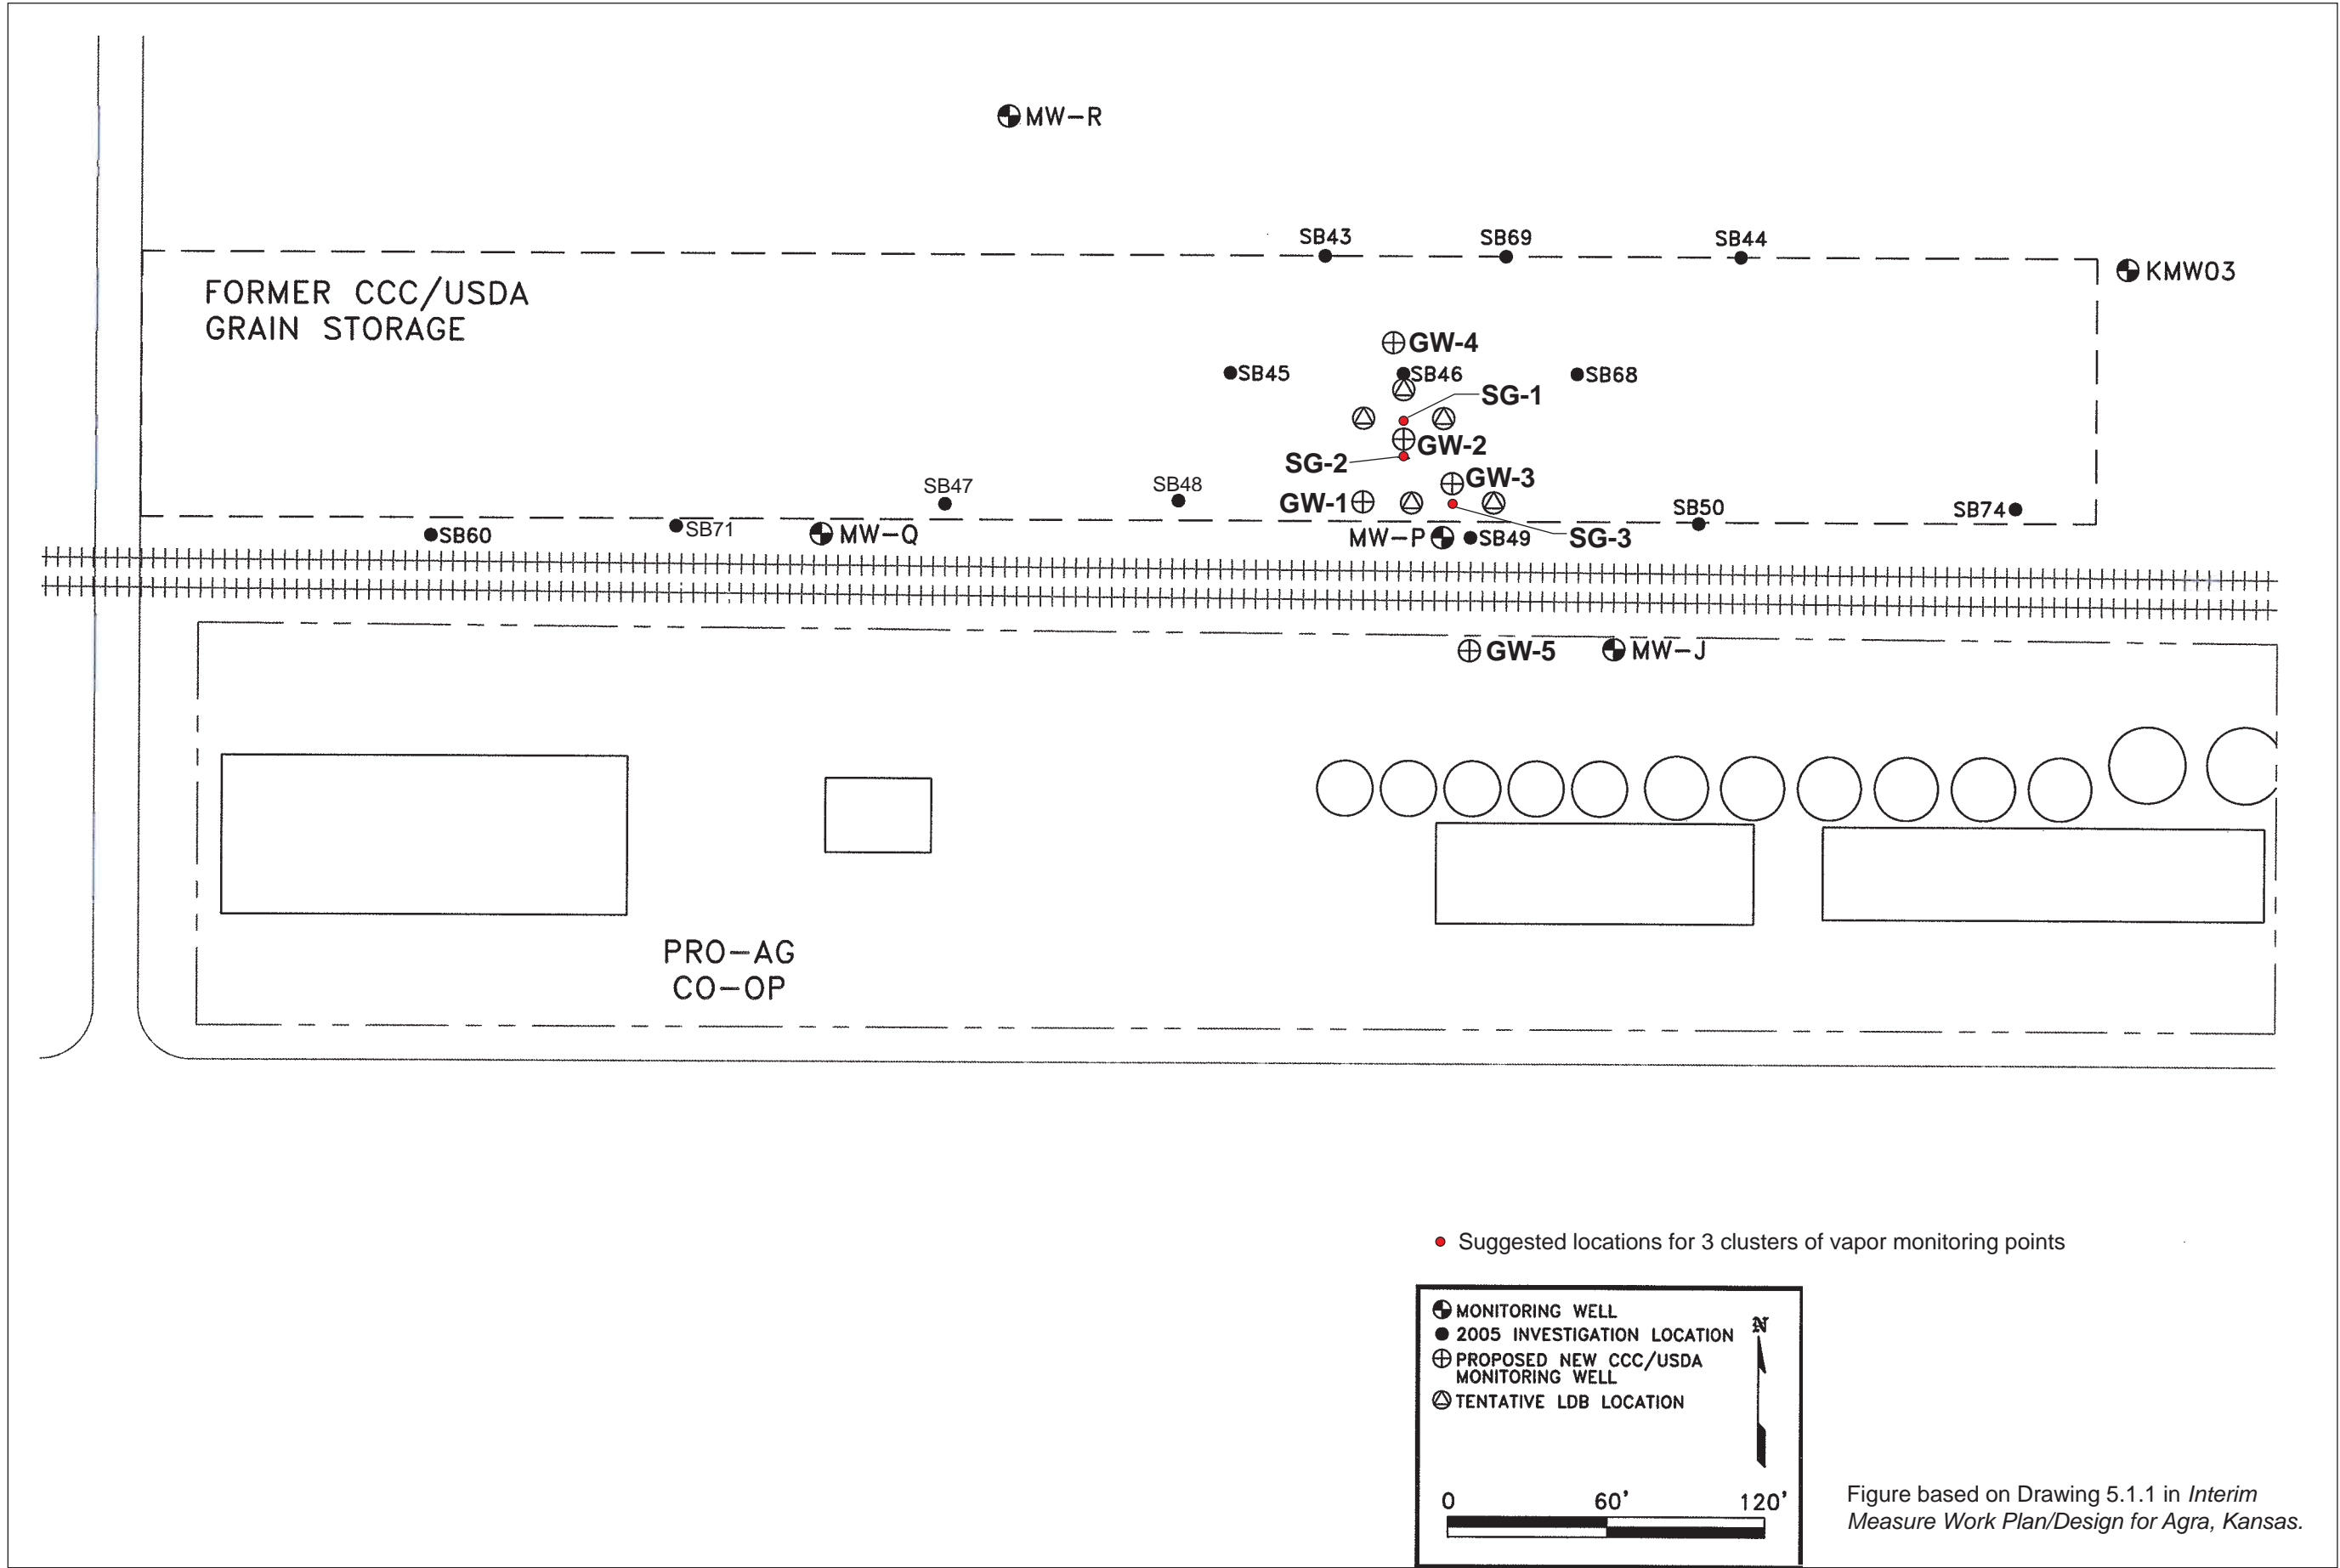 MW-R
SB43
SB69
SB44
KMW03
FORMER CCC/USDA
GRAIN STORAGE
GW-4
SB45
SB46
SB68
SG-1
GW-2
SG-2
GW-3
SB47
SB48
GW-1
SB50
SB74
SB60
SB71
MW-Q
MW-P
SB49
SG-3
GW-5
MW-J
PRO-AG
CO-OP
Suggested locations for 3 clusters of vapor monitoring points
MONITORING WELL
2005 INVESTIGATION LOCATION
N
PROPOSED NEW CCC/USDA
MONITORING WELL
TENTATIVE LDB LOCATION
0 60' 120'
Figure based on Drawing 5.1.1 in Interim
Measure Work Plan/Design for Agra, Kansas.